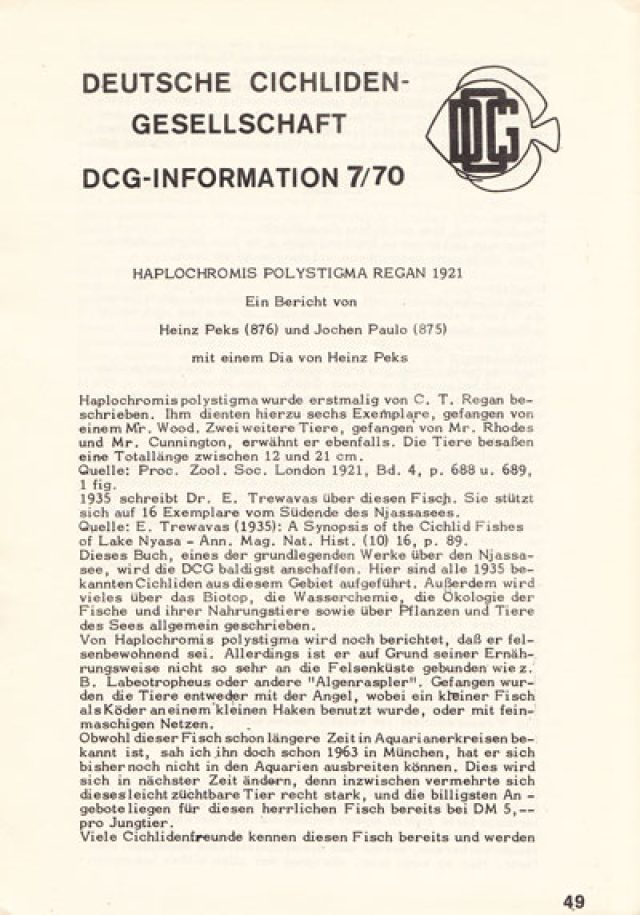 DEUTSCHE CICHLIDEN-
GESELLSCHAFT
DCG-INFORMATION 7/70
DCG
HAPLOCHROMIS POLYSTIGMA REGAN 1921
Ein Bericht von
Heinz Peks (876) und Jochen Paulo (875)
mit einem Dia von Heinz Peks
Haplochromis polystigma wurde erstmalig von C. T. Regan be-
schrieben. Ihm dienten hierzu sechs Exemplare, gefangen von
einem Mr. Wood. Zwei weitere Tiere, gefangen von Mr. Rhodes
und Mr. Cunnington, erwähnt er ebenfalls. Die Tiere besaßen
eine Totallänge zwischen 12 und 21 cm.
Quelle: Proc. Zool. Soc. London 1921, Bd. 4, p. 688 u. 689,
1 fig.
1935 schreibt Dr. E. Trewavas über diesen Fisch. Sie stützt
sich auf 16 Exemplare vom Südende des Njassasees.
Quelle: E. Trewavas (1935): A Synopsis of the Cichlid Fishes
of Lake Nyasa - Ann. Mag. Nat. Hist. (10) 16, p. 89.
Dieses Buch, eines der grundlegenden Werke über den Njassa-
see, wird die DCG baldigst anschaffen. Hier sind alle 1935 be-
kannten Cichliden aus diesem Gebiet aufgeführt. Außerdem wird
vieles über das Biotop, die Wasserchemie, die Ökologie der
Fische und ihrer Nahrungstiere sowie über Pflanzen und Tiere
des Sees allgemein geschrieben.
Von Haplochromis polystigma wird noch berichtet, daß er fel-
senbewohnend sei. Allerdings ist er auf Grund seiner Ernäh-
rungsweise nicht so sehr an die Felsenküste gebunden wie z.
B. Labeotropheus oder andere "Algenraspler". Gefangen wur-
den die Tiere entweder mit der Angel, wobei ein kleiner Fisch
als Köder an einem kleinen Haken benutzt wurde, oder mit fein-
maschigen Netzen.
Obwohl dieser Fisch schon längere Zeit in Aquarianerkreisen be-
kannt ist, sah ich ihn doch schon 1963 in München, hat er sich
bisher noch nicht in den Aquarien ausbreiten können. Dies wird
sich in nächster Zeit ändern, denn inzwischen vermehrte sich
dieses leicht züchtbare Tier recht stark, und die billigsten An -
gebote liegen für diesen herrlichen Fisch bereits bei DM 5,--
pro Jungtier.
Viele Cichlidenfreunde kennen diesen Fisch bereits und werden
49